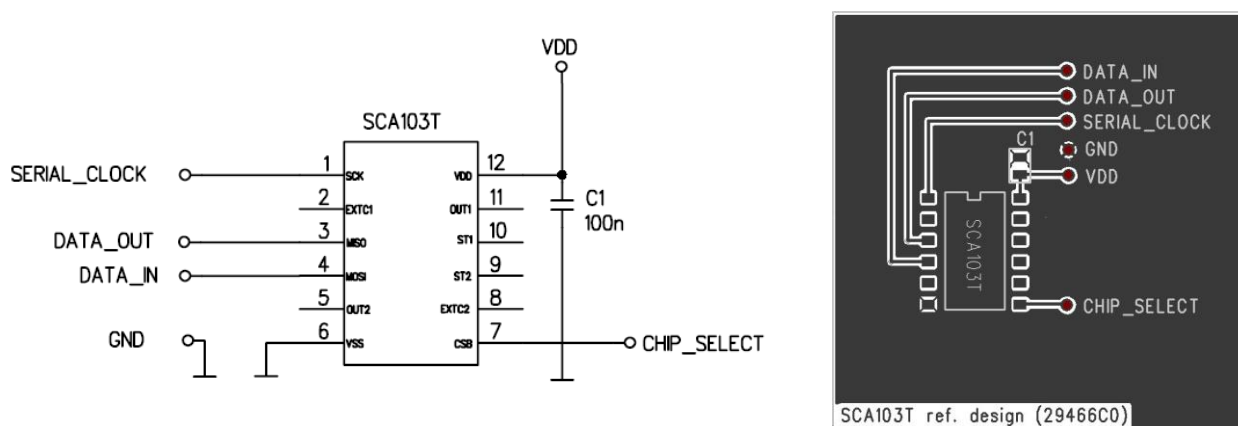 VDD
SCA103T
SERIAL_CLOCK
1
SCK
VDD
12
2
EXTC1
OUT1
11
C1
100n
DATA_OUT
3
MISO
ST1
10
DATA_IN
4
MOSI
ST2
9
5
OUT2
EXTC2
8
GND
6
VSS
CSB
7
CHIP_SELECT
DATA_IN
DATA_OUT
SERIAL_CLOCK
C1
GND
VDD
SCA103T
CHIP_SELECT
SCA103T ref. design (29466C0)